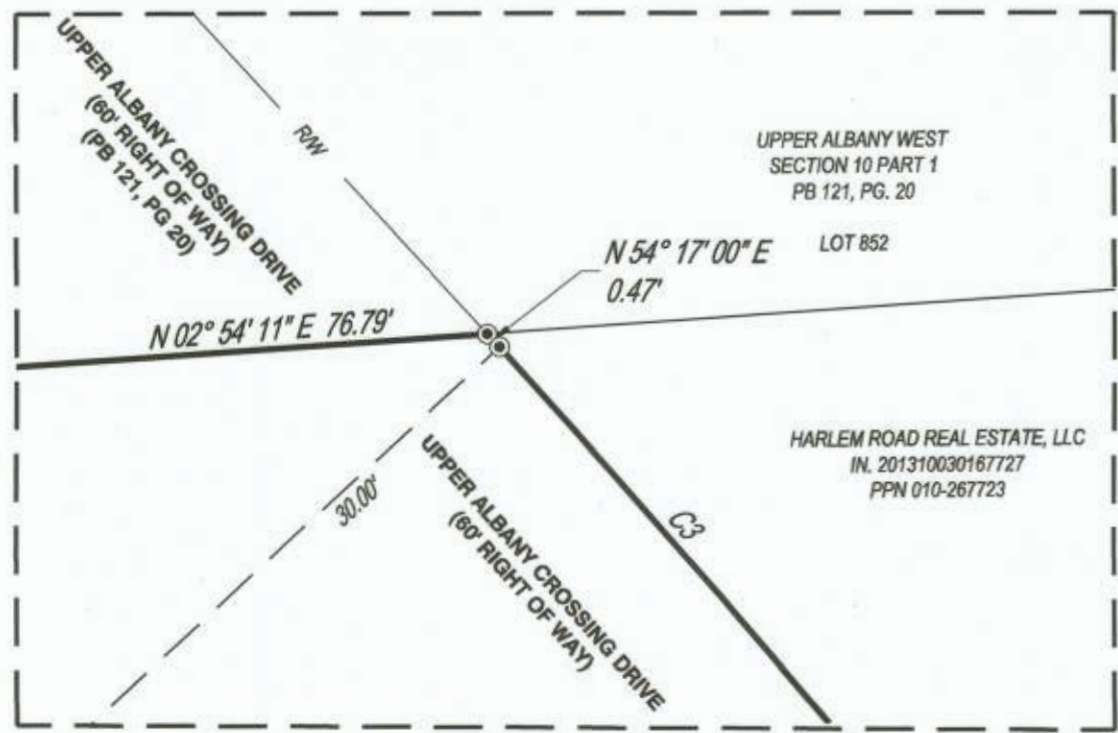 UPPER ALBANY CROSSING DRIVE
(60' RIGHT OF WAY)
(PB 121, PG 20)
R/W
UPPER ALBANY WEST
SECTION 10 PART 1
PB 121, PG. 20
LOT 852
N 54° 17' 00" E
0.47'
N 02° 54' 11" E 76.79'
HARLEM ROAD REAL ESTATE, LLC
IN. 201310030167727
PPN 010-267723
30.00'
UPPER ALBANY CROSSING DRIVE
(60' RIGHT OF WAY)
C3